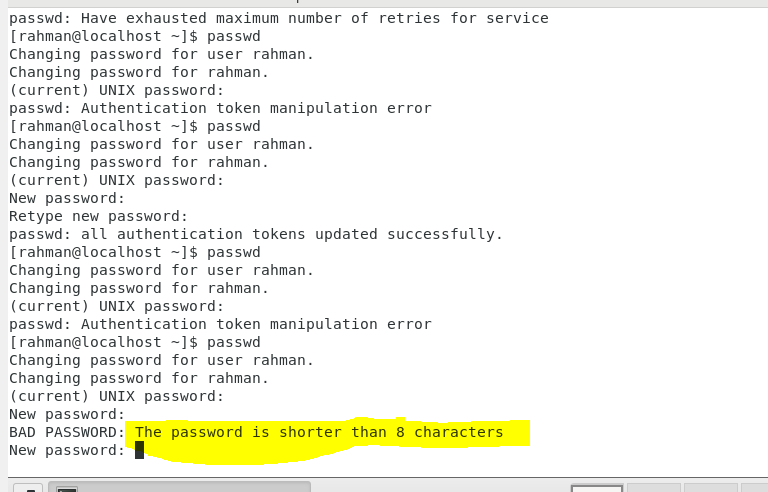 passwd: Have exhausted maximum number of retries for service
[rahman@localhost ~]$ passwd
Changing password for user rahman.
Changing password for rahman.
(current) UNIX password:
passwd: Authentication token manipulation error
[rahman@localhost ~]$ passwd
Changing password for user rahman.
Changing password for rahman.
(current) UNIX password:
New password:
Retype new password:
passwd: all authentication tokens updated successfully.
[rahman@localhost ~]$ passwd
Changing password for user rahman.
Changing password for rahman.
(current) UNIX password:
passwd: Authentication token manipulation error
[rahman@localhost ~]$ passwd
Changing password for user rahman.
Changing password for rahman.
(current) UNIX password:
New password:
BAD PASSWORD: The password is shorter than 8 characters
New password: